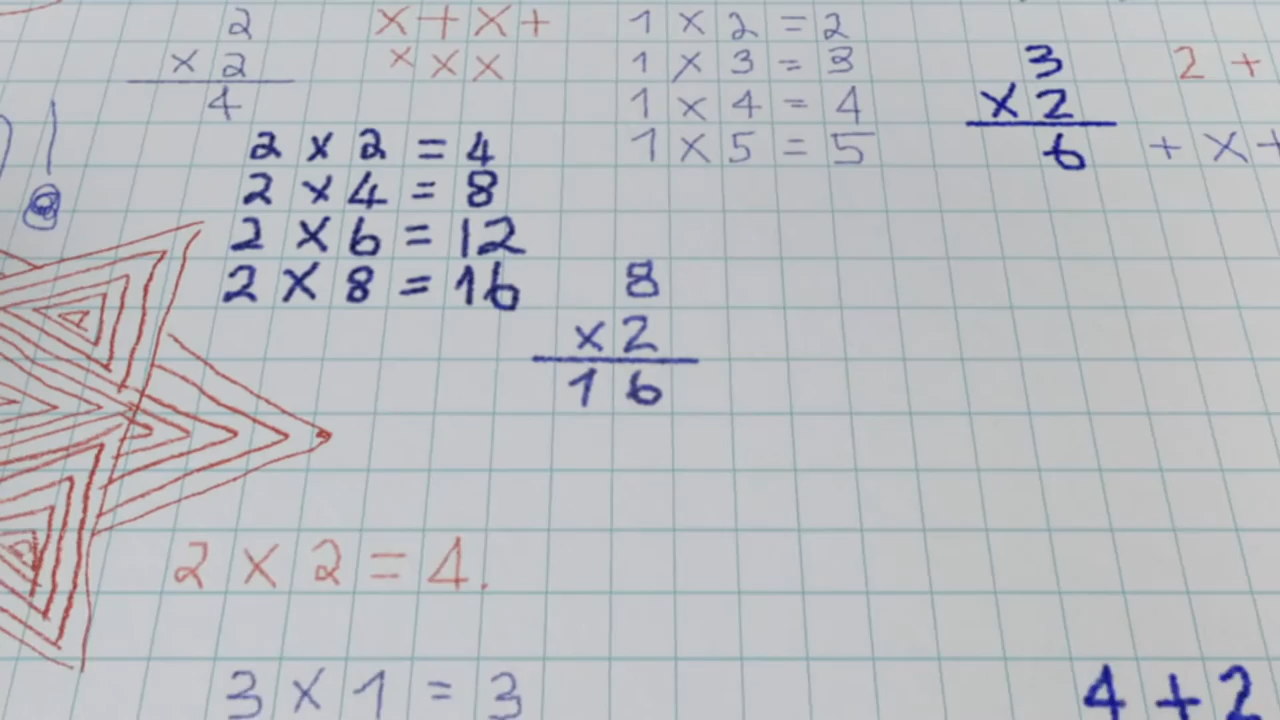 2
× 2
4
× + × +
× × ×
1 × 2 = 2
1 × 3 = 3
1 × 4 = 4
1 × 5 = 5
3
× 2
6
2 +
+ × +
2 × 2 = 4
2 × 4 = 8
2 × 6 = 12
2 × 8 = 16
8
× 2
16
2 × 2 = 4.
3 × 1 = 3
4 + 2